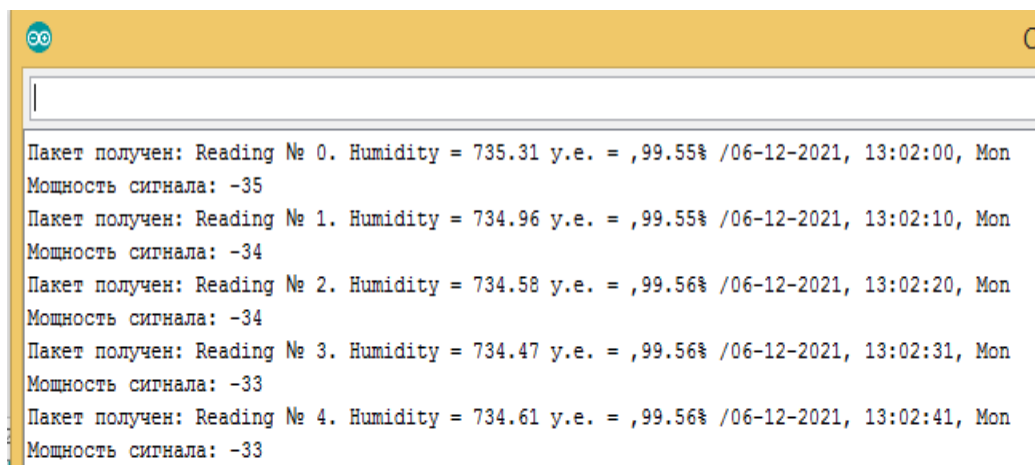 Пакет получен: Reading № 0. Humidity = 735.31 y.e. = ,99.55% /06-12-2021, 13:02:00, Mon
Мощность сигнала: -35
Пакет получен: Reading № 1. Humidity = 734.96 y.e. = ,99.55% /06-12-2021, 13:02:10, Mon
Мощность сигнала: -34
Пакет получен: Reading № 2. Humidity = 734.58 y.e. = ,99.56% /06-12-2021, 13:02:20, Mon
Мощность сигнала: -34
Пакет получен: Reading № 3. Humidity = 734.47 y.e. = ,99.56% /06-12-2021, 13:02:31, Mon
Мощность сигнала: -33
Пакет получен: Reading № 4. Humidity = 734.61 y.e. = ,99.56% /06-12-2021, 13:02:41, Mon
Мощность сигнала: -33